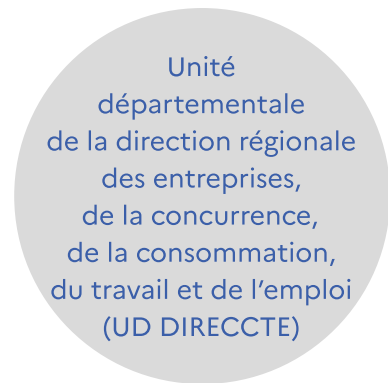 Unité
départementale
de la direction régionale
des entreprises,
de la concurrence,
de la consommation,
du travail et de l’emploi
(UD DIRECCTE)